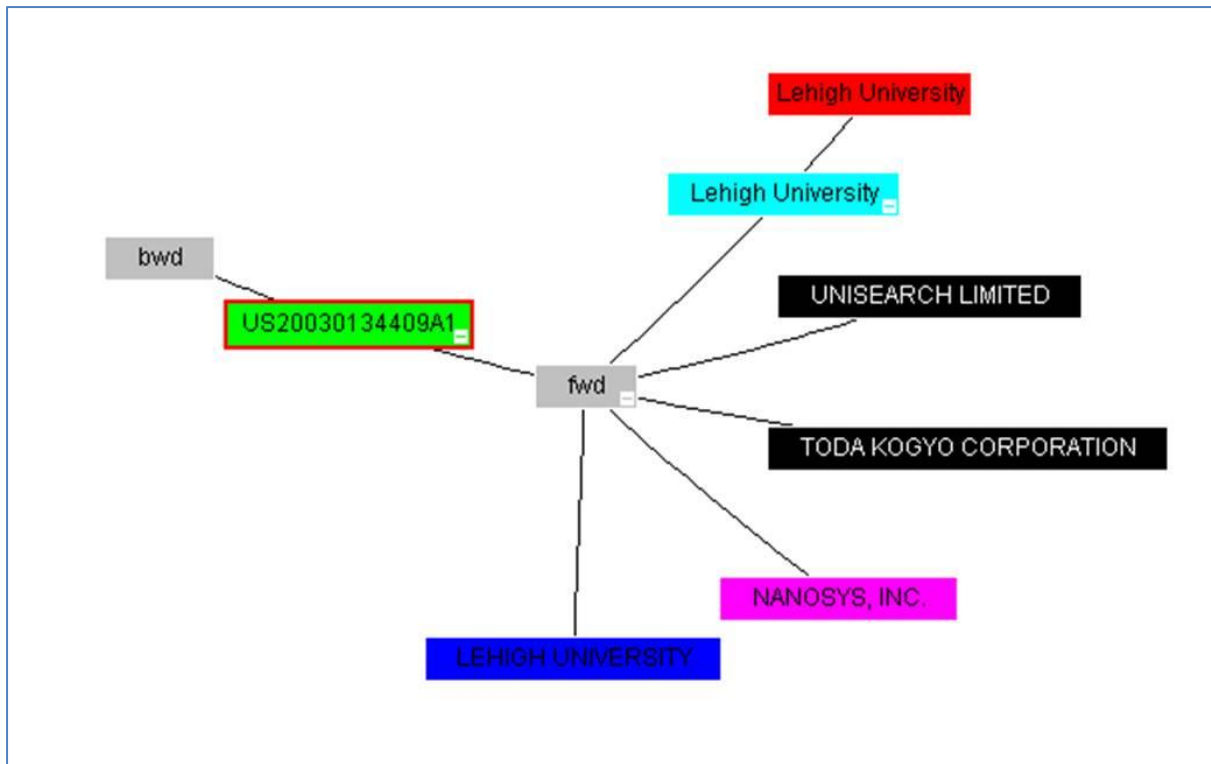 Lehigh University
Lehigh University
bwd
UNISEARCH LIMITED
US20030134409A1
fwd
TODA KOGYO CORPORATION
NANOSYS, INC.
LEHIGH UNIVERSITY